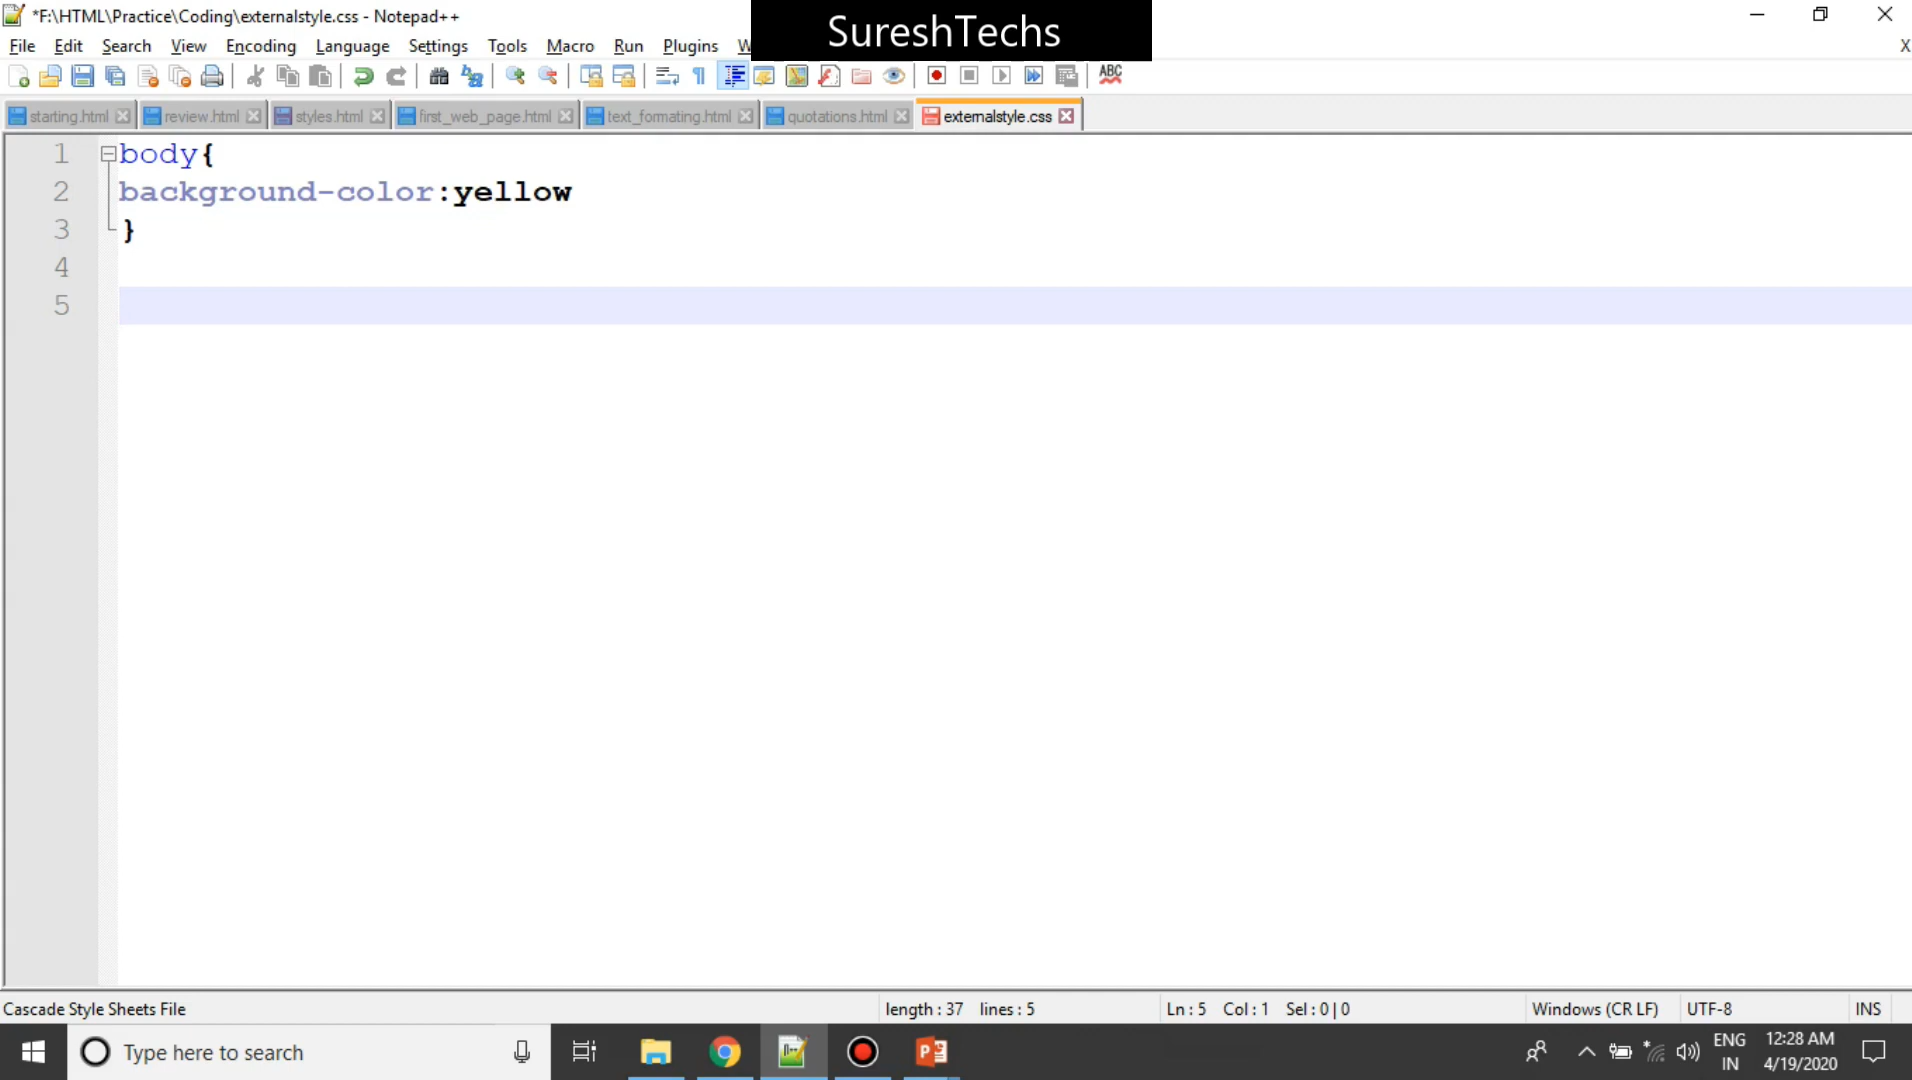 *F:\HTML\Practice\Coding\externalstyle.css - Notepad++
SureshTechs
File Edit Search View Encoding Language Settings Tools Macro Run Plugins W
X
ABC
starting.html review.html styles.html first_web_page.html text_formating.html quotations.html externalstyle.css
1 body{
2 background-color:yellow
3 }
4
5
Cascade Style Sheets File length : 37 lines : 5 Ln : 5 Col : 1 Sel : 0 | 0 Windows (CR LF) UTF-8 INS
Type here to search
ENG
IN
12:28 AM
4/19/2020